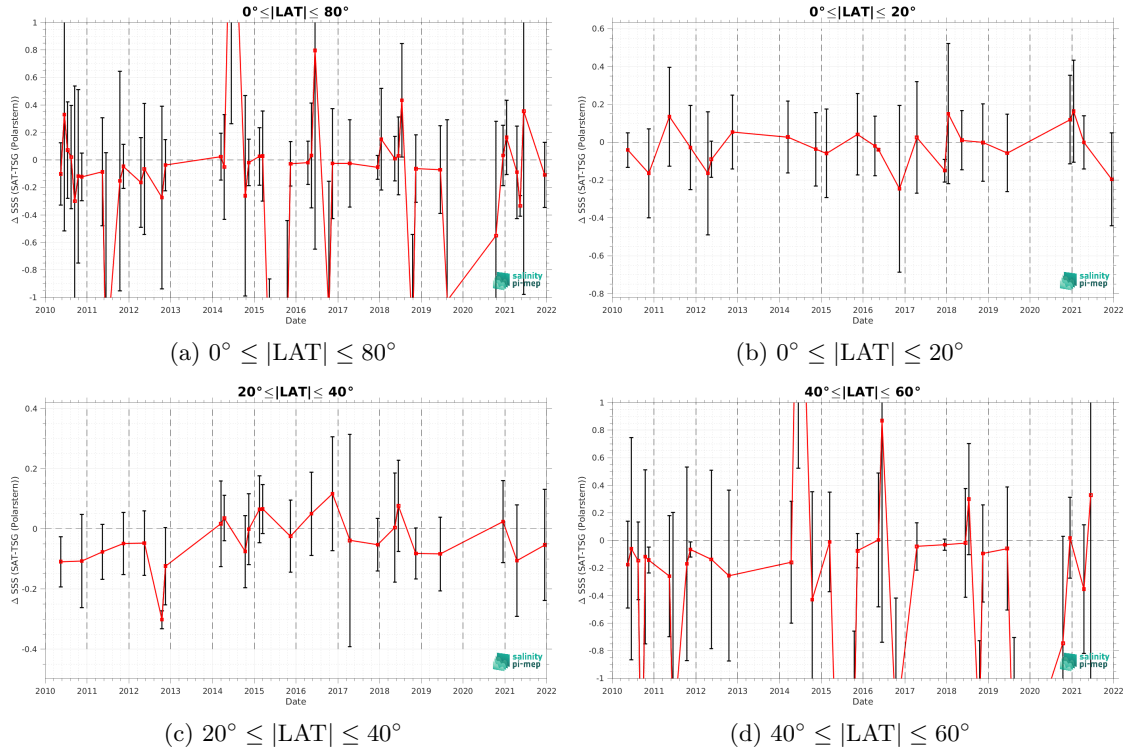 0°≤|LAT|≤ 80°
Δ SSS (SAT-TSG (Polarstern))
1
0.8
0.6
0.4
0.2
0
-0.2
-0.4
-0.6
-0.8
-1
2010 2011 2012 2013 2014 2015 2016 2017 2018 2019 2020 2021 2022
Date
salinity
pi-mep
(a) 0° ≤ |LAT| ≤ 80°
0°≤|LAT|≤ 20°
Δ SSS (SAT-TSG (Polarstern))
0.6
0.4
0.2
0
-0.2
-0.4
-0.6
-0.8
2010 2011 2012 2013 2014 2015 2016 2017 2018 2019 2020 2021 2022
Date
salinity
pi-mep
(b) 0° ≤ |LAT| ≤ 20°
20°≤|LAT|≤ 40°
Δ SSS (SAT-TSG (Polarstern))
0.4
0.2
0
-0.2
-0.4
2010 2011 2012 2013 2014 2015 2016 2017 2018 2019 2020 2021 2022
Date
salinity
pi-mep
(c) 20° ≤ |LAT| ≤ 40°
40°≤|LAT|≤ 60°
Δ SSS (SAT-TSG (Polarstern))
1
0.8
0.6
0.4
0.2
0
-0.2
-0.4
-0.6
-0.8
-1
2010 2011 2012 2013 2014 2015 2016 2017 2018 2019 2020 2021 2022
Date
salinity
pi-mep
(d) 40° ≤ |LAT| ≤ 60°